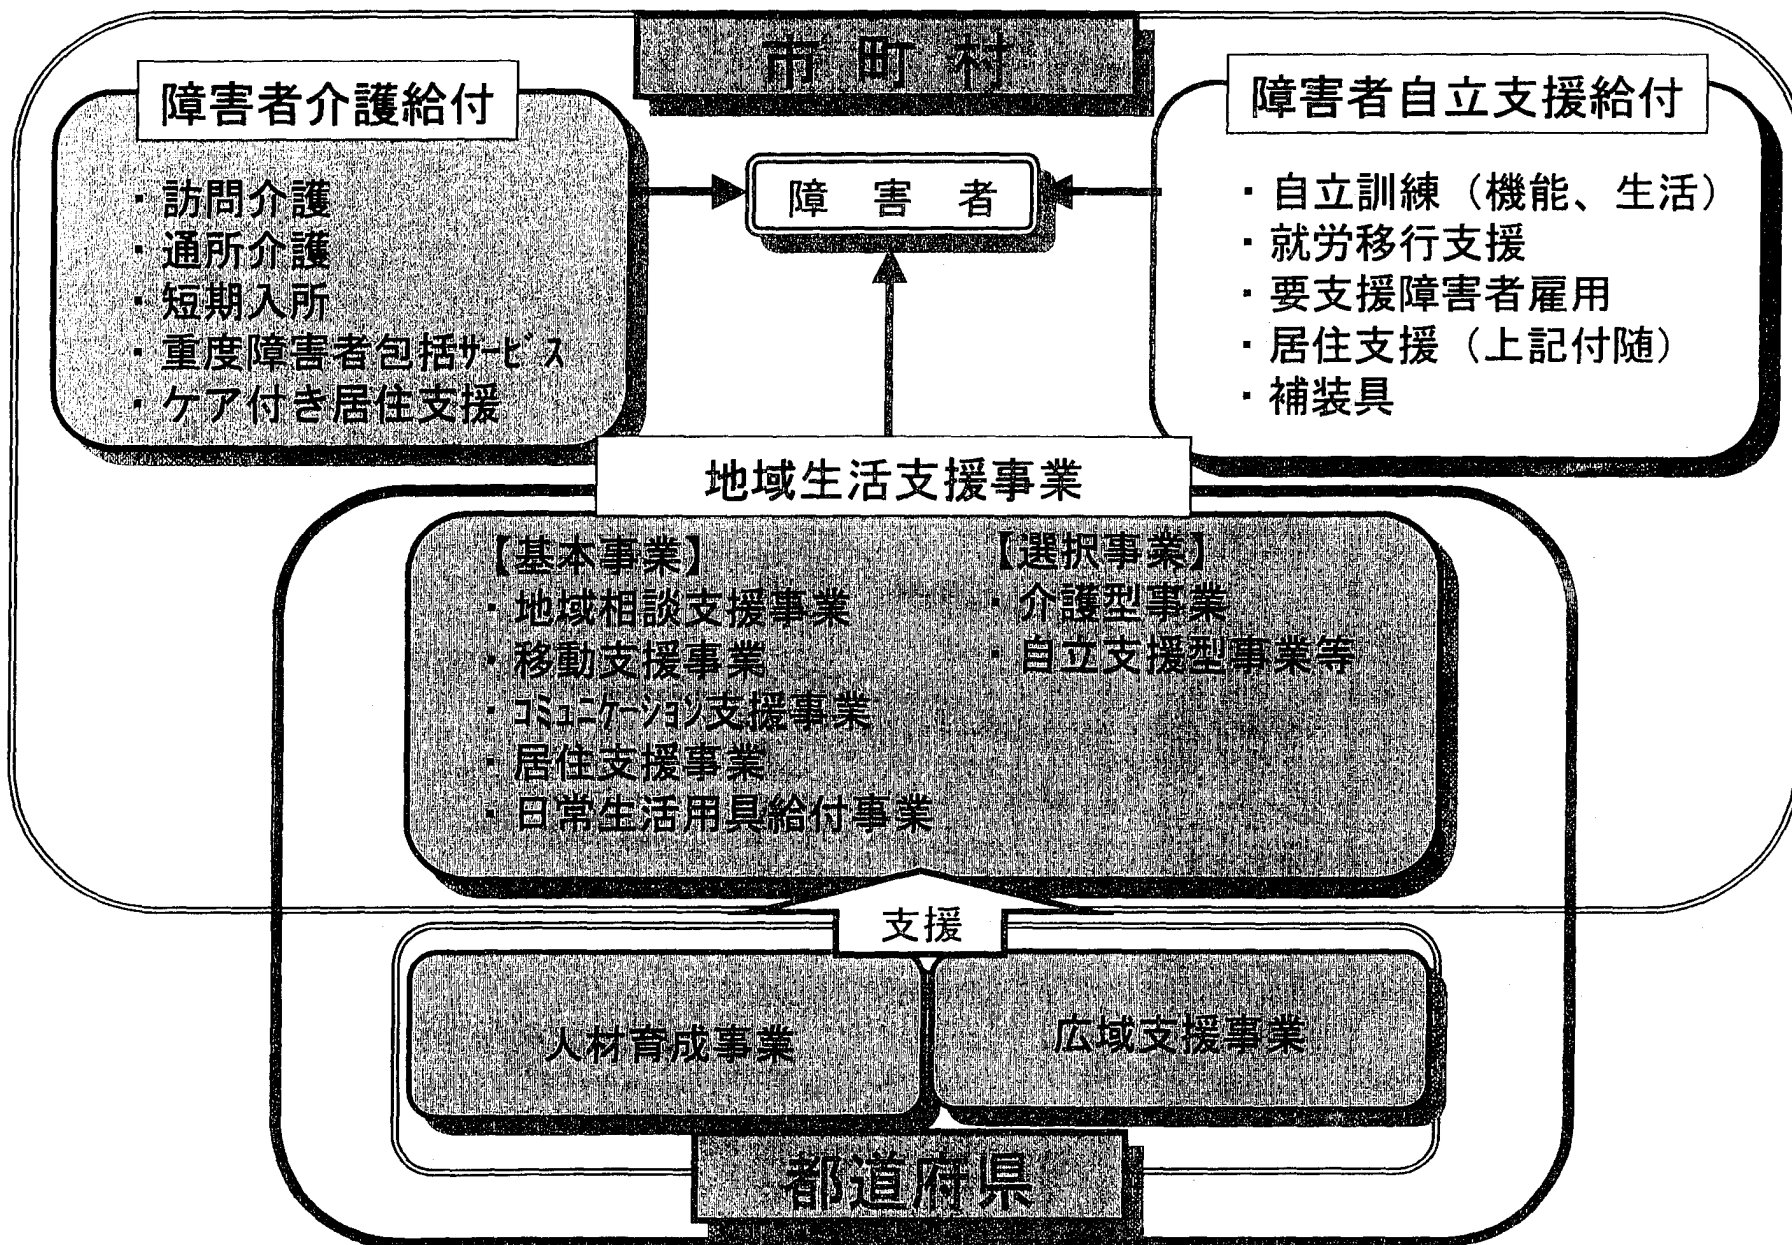 市町村
障害者介護給付
・訪問介護
・通所介護
・短期入所
・重度障害者包括ｻｰﾋﾞｽ
・ケア付き居住支援
障害者
障害者自立支援給付
・自立訓練（機能、生活）
・就労移行支援
・要支援障害者雇用
・居住支援（上記付随）
・補装具
地域生活支援事業
【基本事業】
・地域相談支援事業
・移動支援事業
・ｺﾐｭﾆｹｰｼｮﾝ支援事業
・居住支援事業
・日常生活用具給付事業
【選択事業】
・介護型事業
・自立支援型事業等
支援
人材育成事業
広域支援事業
都道府県